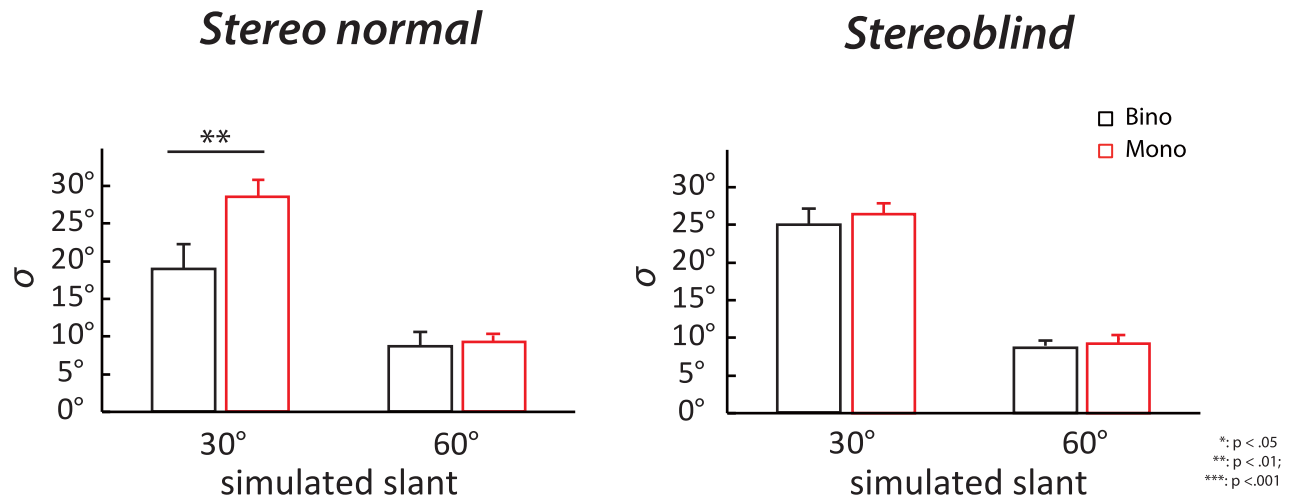 Stereo normal
Stereoblind
Bino
Mono
**
30°
25°
20°
15°
10°
5°
0°
σ
30°
60°
simulated slant
30°
25°
20°
15°
10°
5°
0°
σ
30°
60°
simulated slant
*: p < .05
**: p < .01;
***: p <.001